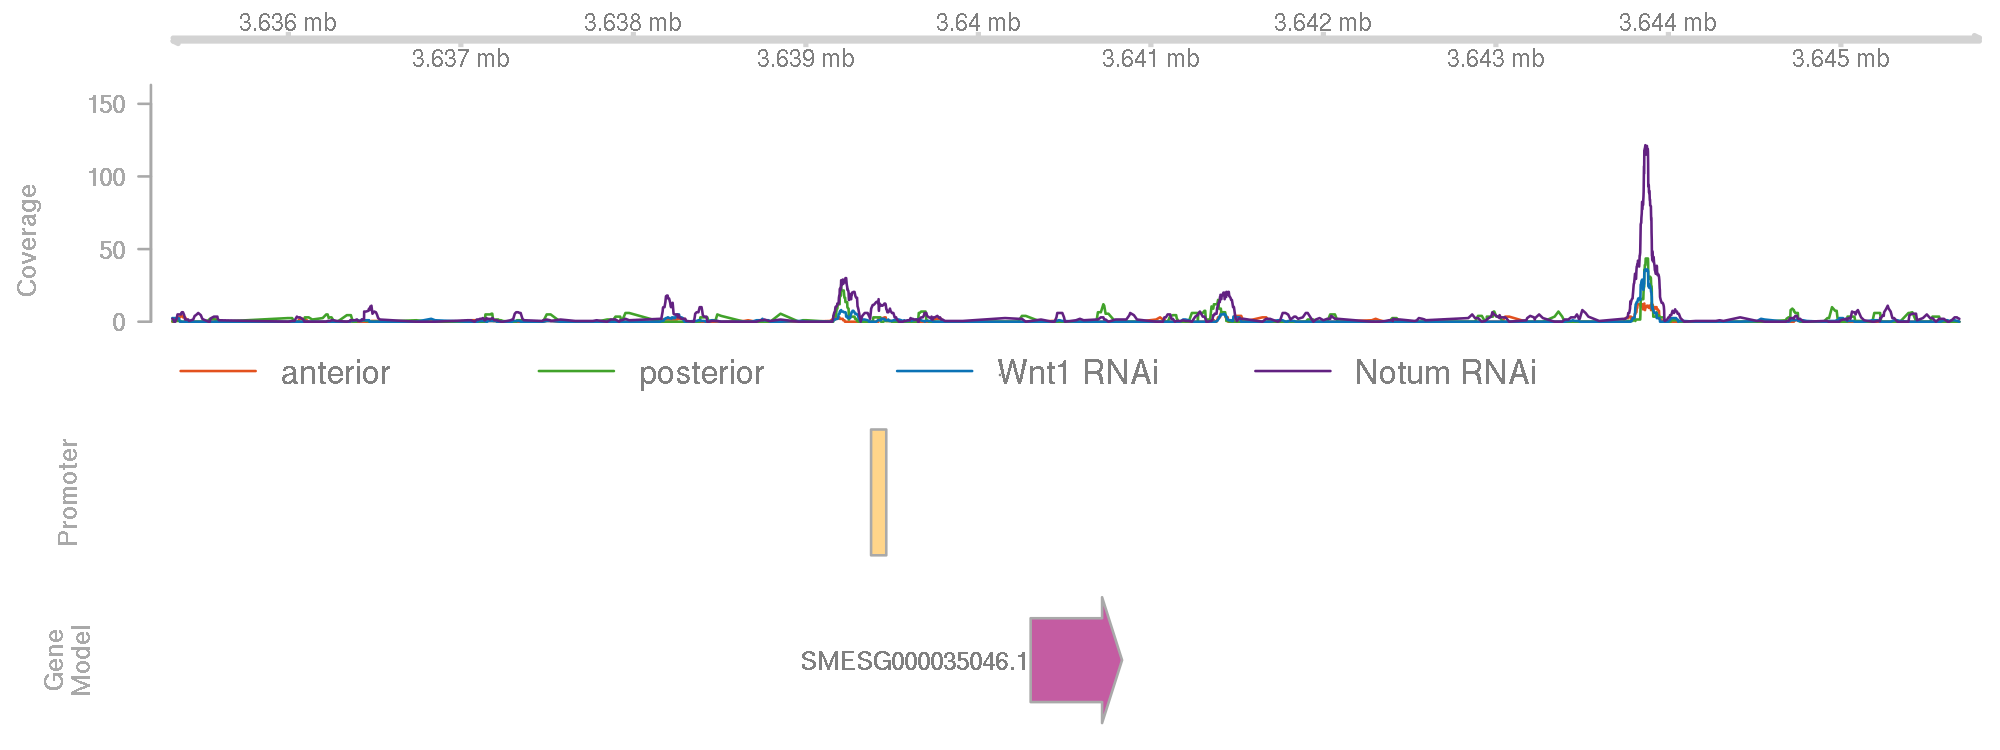 3.636 mb 3.638 mb 3.64 mb 3.642 mb 3.644 mb
3.637 mb 3.639 mb 3.641 mb 3.643 mb 3.645 mb
Coverage
150
100
50
0
anterior posterior Wnt1 RNAi Notum RNAi
Promoter
Gene
Model
SMESG000035046.1